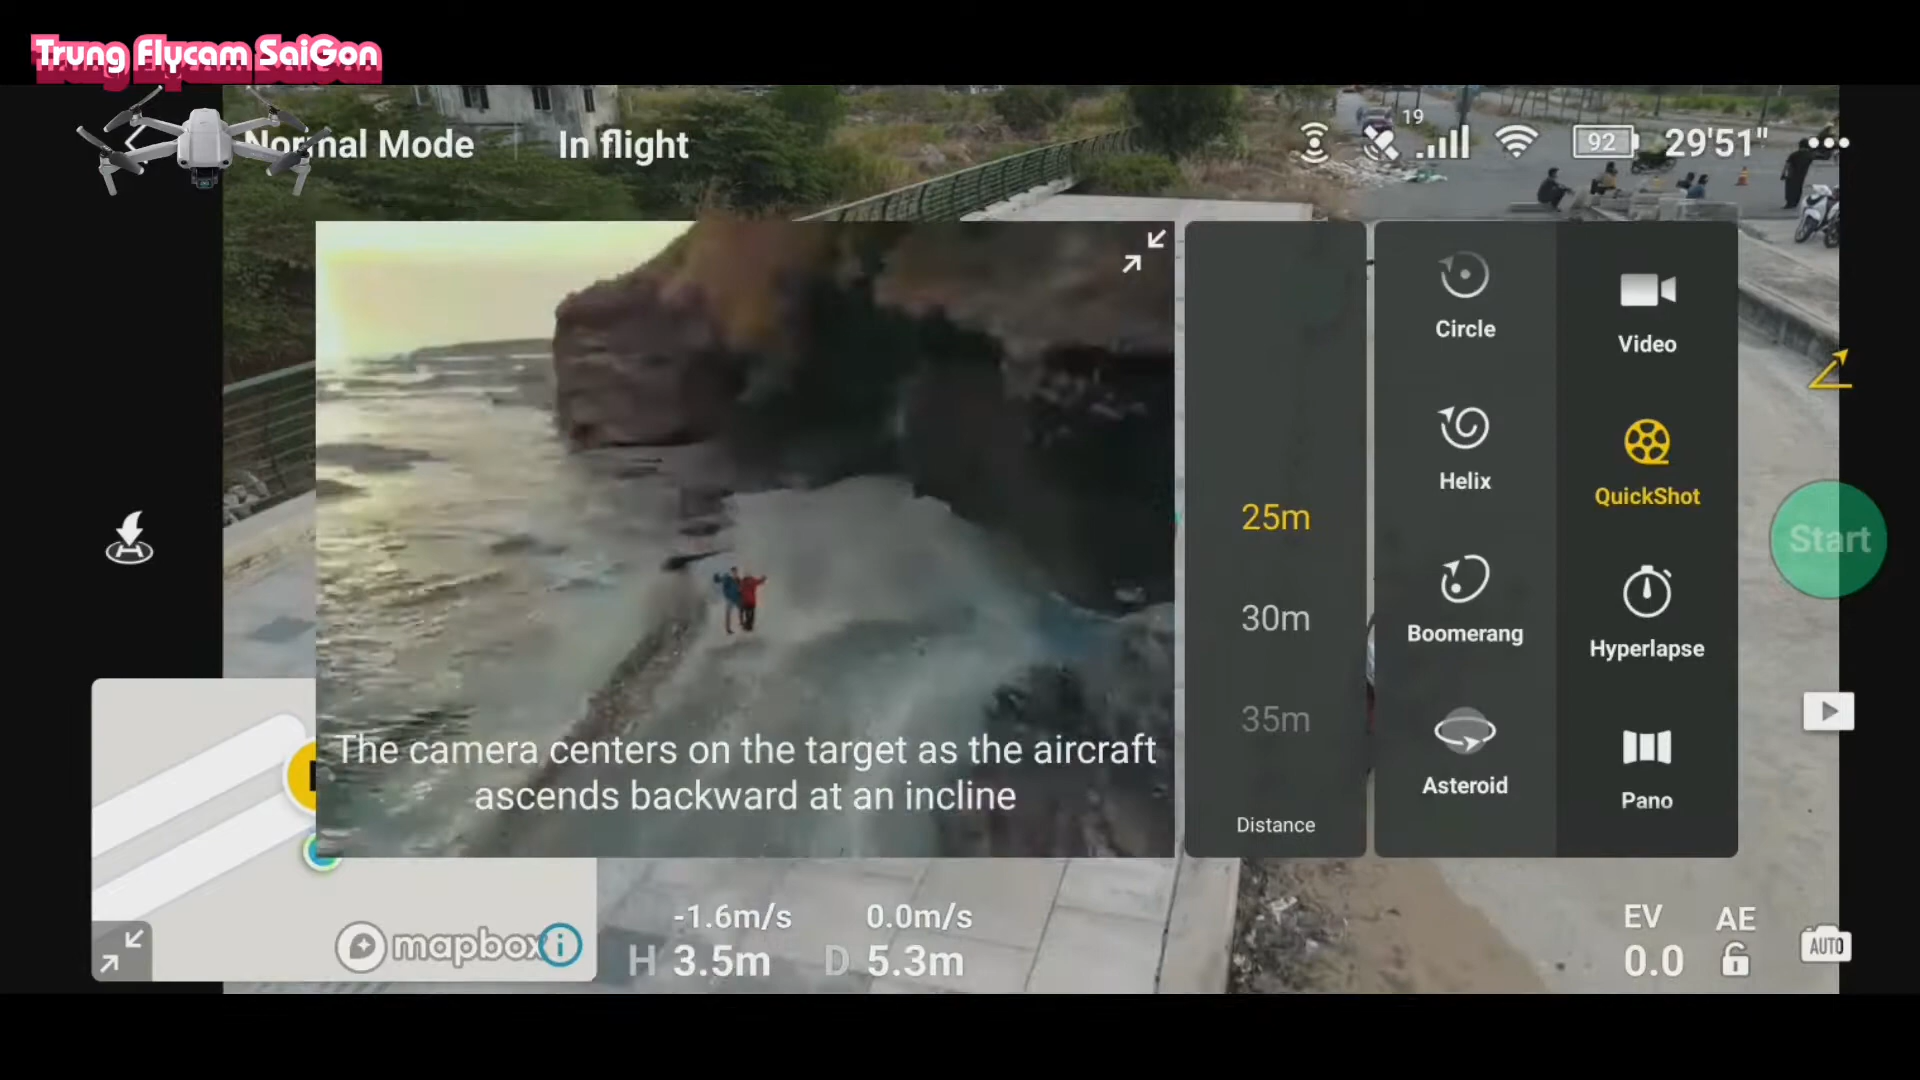 Trung Flycam SaiGon
Normal Mode
In flight
19
92
29'51"
Circle
Video
Helix
QuickShot
Boomerang
Hyperlapse
Asteroid
Pano
25m
30m
35m
Distance
Start
The camera centers on the target as the aircraft
ascends backward at an incline
mapbox
i
-1.6m/s
0.0m/s
H 3.5m
D 5.3m
EV
0.0
AE
AUTO